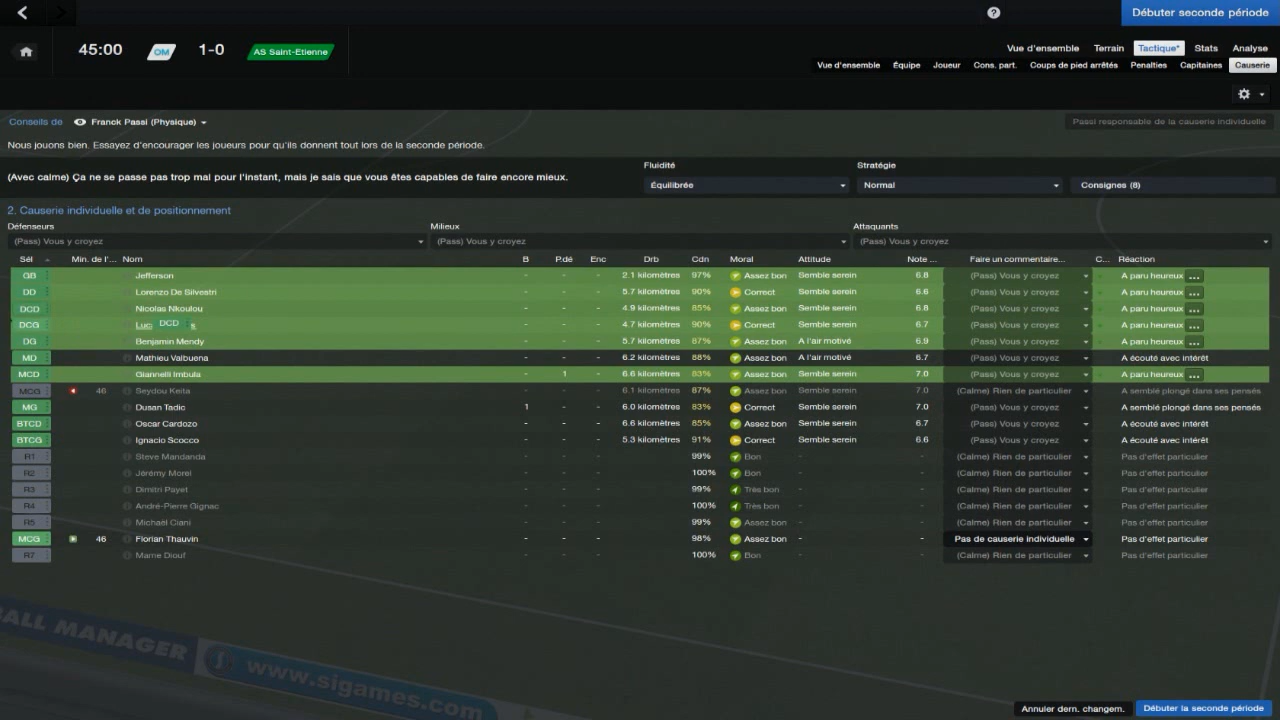 Débuter seconde période
45:00 OM 1-0 AS Saint-Etienne
Vue d'ensemble Terrain Tactique* Stats Analyse
Vue d'ensemble Équipe Joueur Cons. part. Coups de pied arrêtés Penalties Capitaines Causerie
Conseils de Franck Passi (Physique) Passi responsable de la causerie individuelle
Nous jouons bien. Essayez d'encourager les joueurs pour qu'ils donnent tout lors de la seconde période.
Fluidité Stratégie
(Avec calme) Ça ne se passe pas trop mal pour l'instant, mais je sais que vous êtes capables de faire encore mieux.
Équilibrée Normal Consignes (8)
2. Causerie individuelle et de positionnement
Défenseurs Milieux Attaquants
(Pass) Vous y croyez (Pass) Vous y croyez (Pass) Vous y croyez
Sél Min. de l'... Nom B P.dé Enc Drb Cdn Moral Attitude Note ... Faire un commentaire... C... Réaction
GB Jefferson - - - 2.1 kilomètres 97% Assez bon Semble serein 6.8 (Pass) Vous y croyez A paru heureux ...
DD Lorenzo De Silvestri - - - 5.7 kilomètres 90% Correct Semble serein 6.6 (Pass) Vous y croyez A paru heureux ...
DCD Nicolas Nkoulou - - - 4.9 kilomètres 85% Assez bon Semble serein 6.8 (Pass) Vous y croyez A paru heureux ...
DCG Luc DCD s - - - 4.7 kilomètres 90% Correct Semble serein 6.7 (Pass) Vous y croyez A paru heureux ...
DG Benjamin Mendy - - - 5.7 kilomètres 87% Assez bon A l'air motivé 6.9 (Pass) Vous y croyez A paru heureux ...
MD Mathieu Valbuena - - - 6.2 kilomètres 88% Assez bon A l'air motivé 6.7 (Pass) Vous y croyez A écouté avec intérêt
MCD Giannelli Imbula - 1 - 6.6 kilomètres 83% Assez bon Semble serein 7.0 (Pass) Vous y croyez A paru heureux ...
MCG 46 Seydou Keita - - - 6.1 kilomètres 87% Assez bon Semble serein 7.0 (Calme) Rien de particulier A semblé plongé dans ses pensés
MG Dusan Tadic 1 - - 6.0 kilomètres 83% Correct Semble serein 7.0 (Pass) Vous y croyez A semblé plongé dans ses pensés
BTCD Oscar Cardozo - - - 6.6 kilomètres 85% Assez bon Semble serein 6.7 (Pass) Vous y croyez A écouté avec intérêt
BTCG Ignacio Scocco - - - 5.3 kilomètres 91% Correct Semble serein 6.6 (Pass) Vous y croyez A écouté avec intérêt
R1 Steve Mandanda 99% Bon - - (Calme) Rien de particulier Pas d'effet particulier
R2 Jérémy Morel 100% Bon - - (Calme) Rien de particulier Pas d'effet particulier
R3 Dimitri Payet 99% Très bon - - (Calme) Rien de particulier Pas d'effet particulier
R4 André-Pierre Gignac 100% Très bon - - (Calme) Rien de particulier Pas d'effet particulier
R5 Michaël Ciani 99% Assez bon - - (Calme) Rien de particulier Pas d'effet particulier
MCG 46 Florian Thauvin 98% Assez bon - - Pas de causerie individuelle Pas d'effet particulier
R7 Mame Diouf 100% Bon - - (Calme) Rien de particulier Pas d'effet particulier
ALL MANAGER
www.sigames.com
Annuler dern. changem. Débuter la seconde période